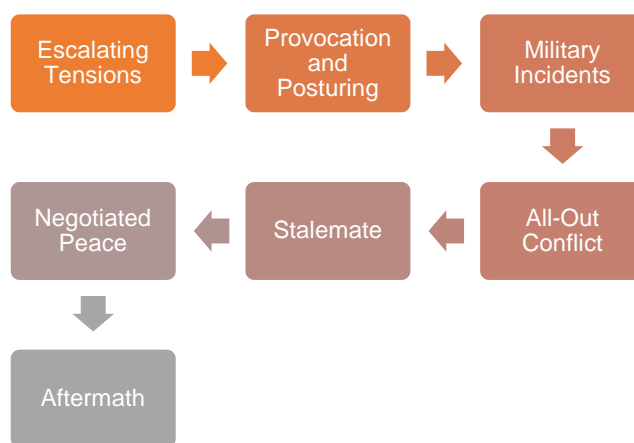 Escalating
Tensions
Provocation
and
Posturing
Military
Incidents
All-Out
Conflict
Stalemate
Negotiated
Peace
Aftermath